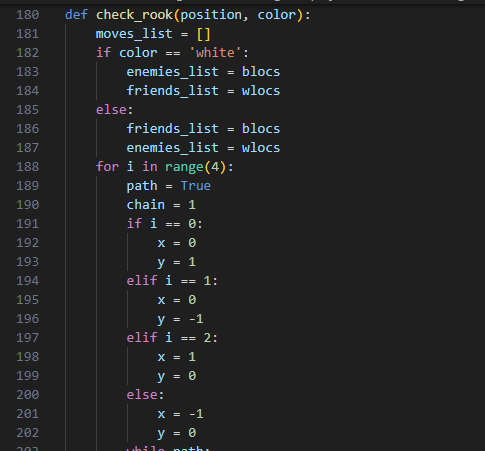 180 def check_rook(position, color):
181     moves_list = []
182     if color == 'white':
183         enemies_list = blocs
184         friends_list = wlocs
185     else:
186         friends_list = blocs
187         enemies_list = wlocs
188     for i in range(4):
189         path = True
190         chain = 1
191         if i == 0:
192             x = 0
193             y = 1
194         elif i == 1:
195             x = 0
196             y = -1
197         elif i == 2:
198             x = 1
199             y = 0
200         else:
201             x = -1
202             y = 0
203         while path: